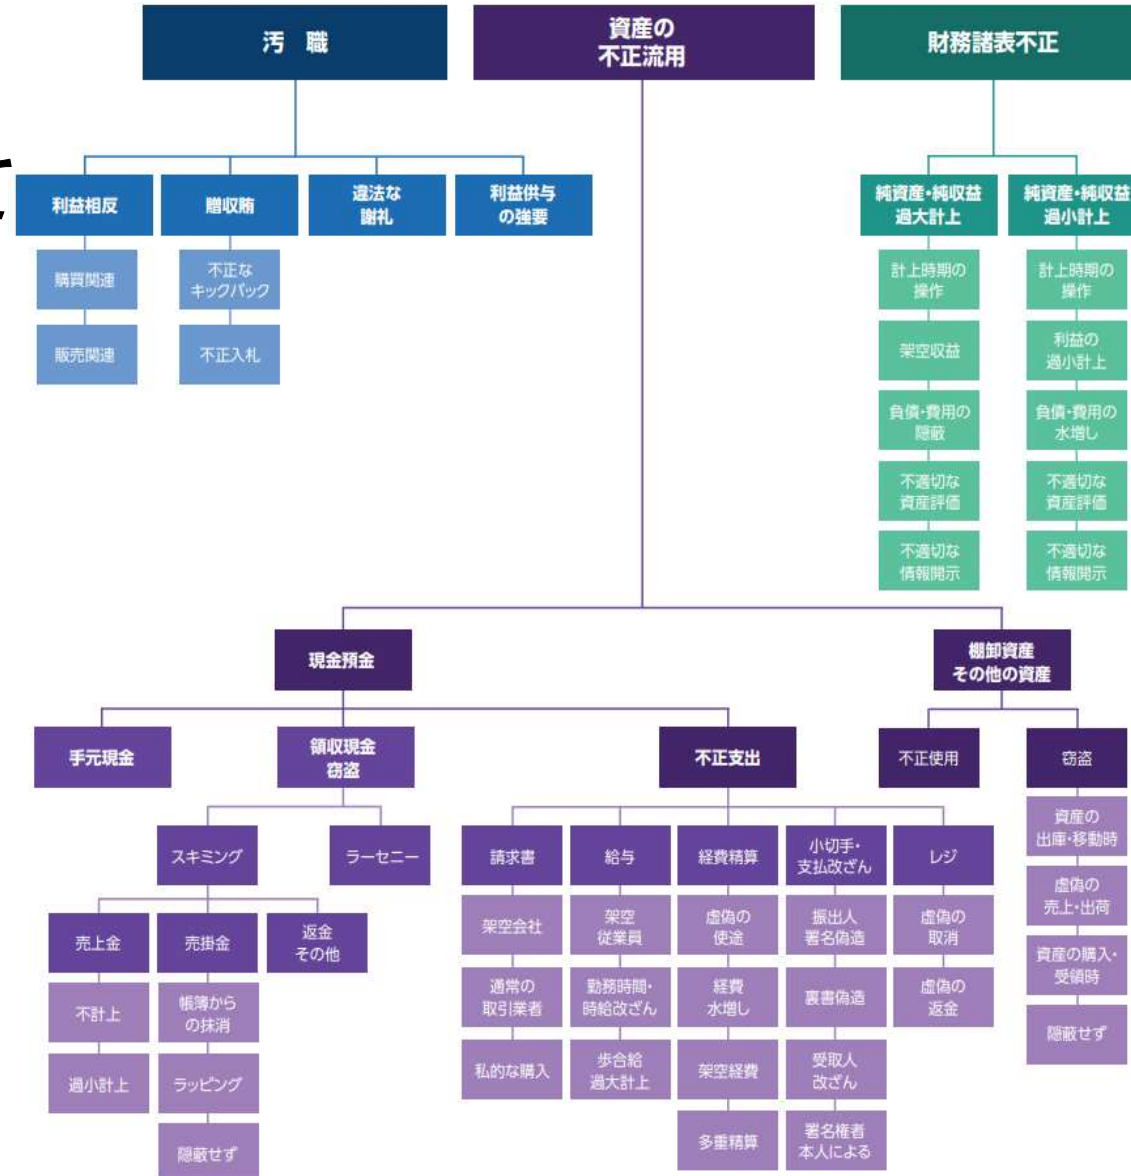 汚 職
資産の
不正流用
財務諸表不正
利益相反
購買関連
販売関連
贈収賄
不正な
キックバック
不正入札
違法な
謝礼
利益供与
の強要
純資産・純収益
過大計上
計上時期の
操作
架空収益
負債・費用の
隠蔽
不適切な
資産評価
不適切な
情報開示
純資産・純収益
過小計上
計上時期の
操作
利益の
過小計上
負債・費用の
水増し
不適切な
資産評価
不適切な
情報開示
現金預金
手元現金
領収現金
窃盗
スキミング
売上金
不計上
過小計上
売掛金
帳簿から
の抹消
ラッピング
隠蔽せず
返金
その他
ラーセニー
不正支出
請求書
架空会社
通常の
取引業者
私的な購入
給与
架空
従業員
勤務時間・
時給改ざん
歩合給
過大計上
経費精算
虚偽の
使途
経費
水増し
架空経費
多重精算
小切手・
支払改ざん
振出人
署名偽造
裏書偽造
受取人
改ざん
署名権者
本人による
レジ
虚偽の
取消
虚偽の
返金
棚卸資産
その他の資産
不正使用
窃盗
資産の
出庫・移動時
虚偽の
売上・出荷
資産の購入・
受領時
隠蔽せず